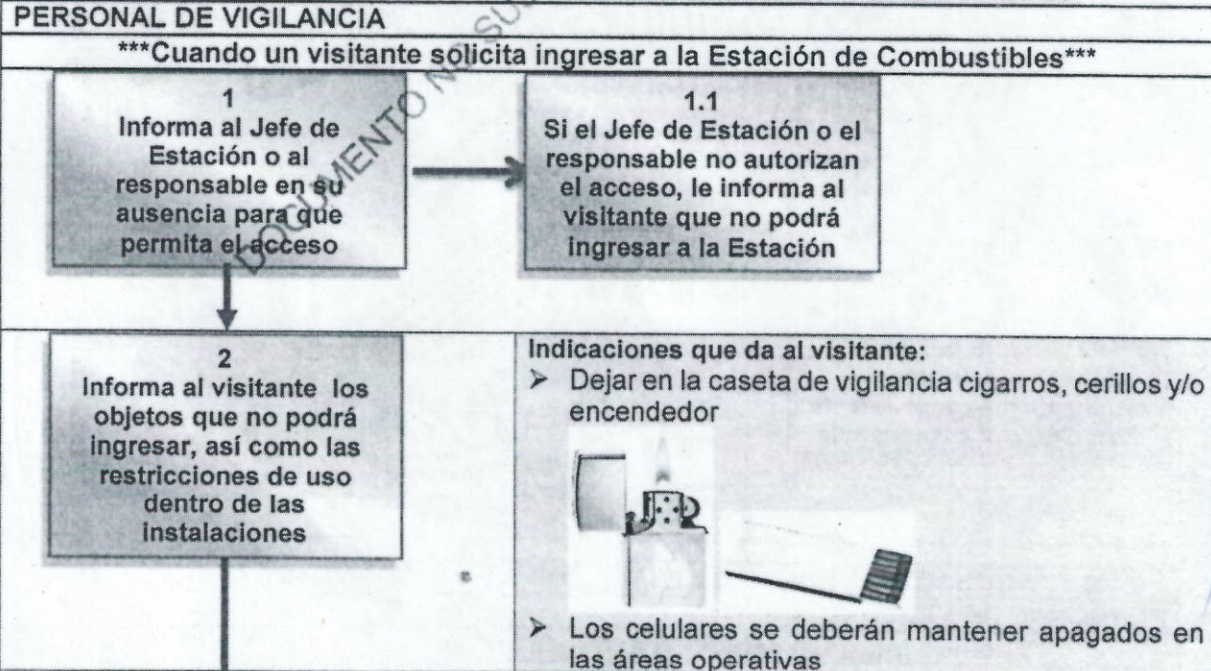 PERSONAL DE VIGILANCIA
***Cuando un visitante solicita ingresar a la Estación de Combustibles***
1
Informa al Jefe de
Estación o al
responsable en su
ausencia para que
permita el acceso
1.1
Si el Jefe de Estación o el
responsable no autorizan
el acceso, le informa al
visitante que no podrá
ingresar a la Estación
DOCUMENTO NO
2
Informa al visitante los
objetos que no podrá
ingresar, así como las
restricciones de uso
dentro de las
instalaciones
Indicaciones que da al visitante:
➤ Dejar en la caseta de vigilancia cigarros, cerillos y/o
encendedor
➤ Los celulares se deberán mantener apagados en
las áreas operativas